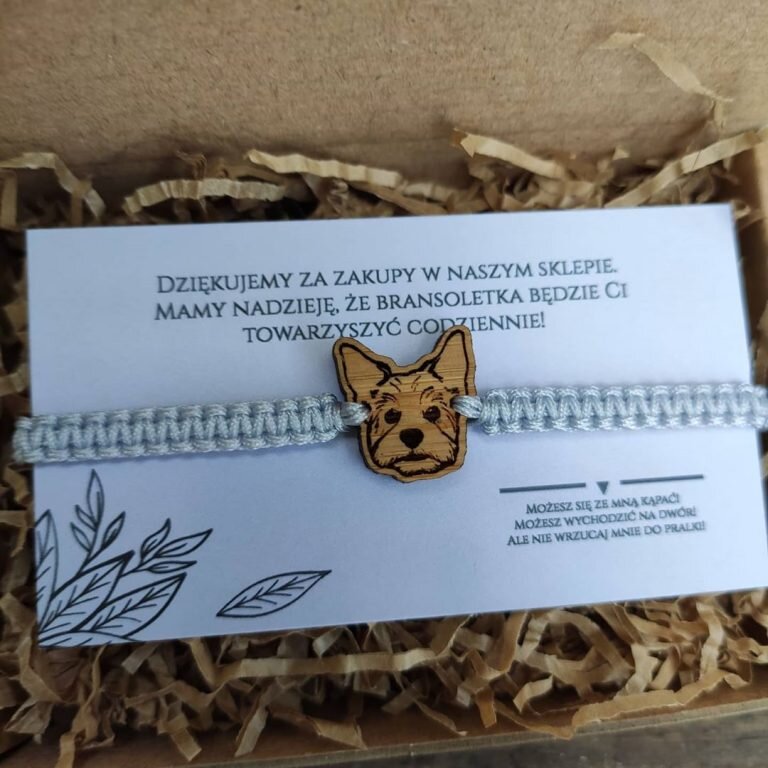 DZIĘKUJEMY ZA ZAKUPY W NASZYM SKLEPIE.
MAMY NADZIEJĘ, ŻE BRANSOLETKA BĘDZIE CI
TOWARZYSZYĆ CODZIENNIE!
MOŻESZ SIĘ ZE MNĄ KĄPAĆ!
MOŻESZ WYCHODZIĆ NA DWÓR!
ALE NIE WRZUCAJ MNIE DO PRALKI!